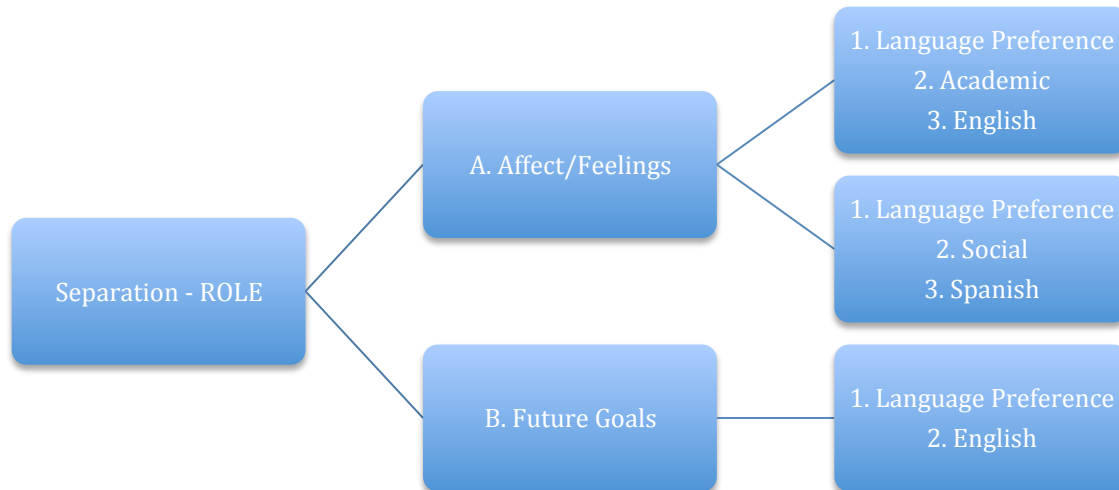 Separation - ROLE
A. Affect/Feelings
1. Language Preference
2. Academic
3. English
1. Language Preference
2. Social
3. Spanish
B. Future Goals
1. Language Preference
2. English